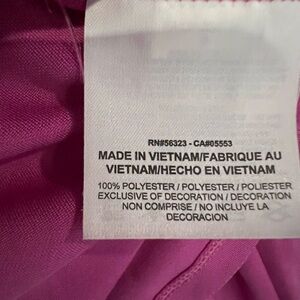 RN#56323 - CA#05553
MADE IN VIETNAM/FABRIQUE AU
VIETNAM/HECHO EN VIETNAM
100% POLYESTER / POLYESTER / POLIESTER
EXCLUSIVE OF DECORATION / DECORATION
NON COMPRISE / NO INCLUYE LA
DECORACION